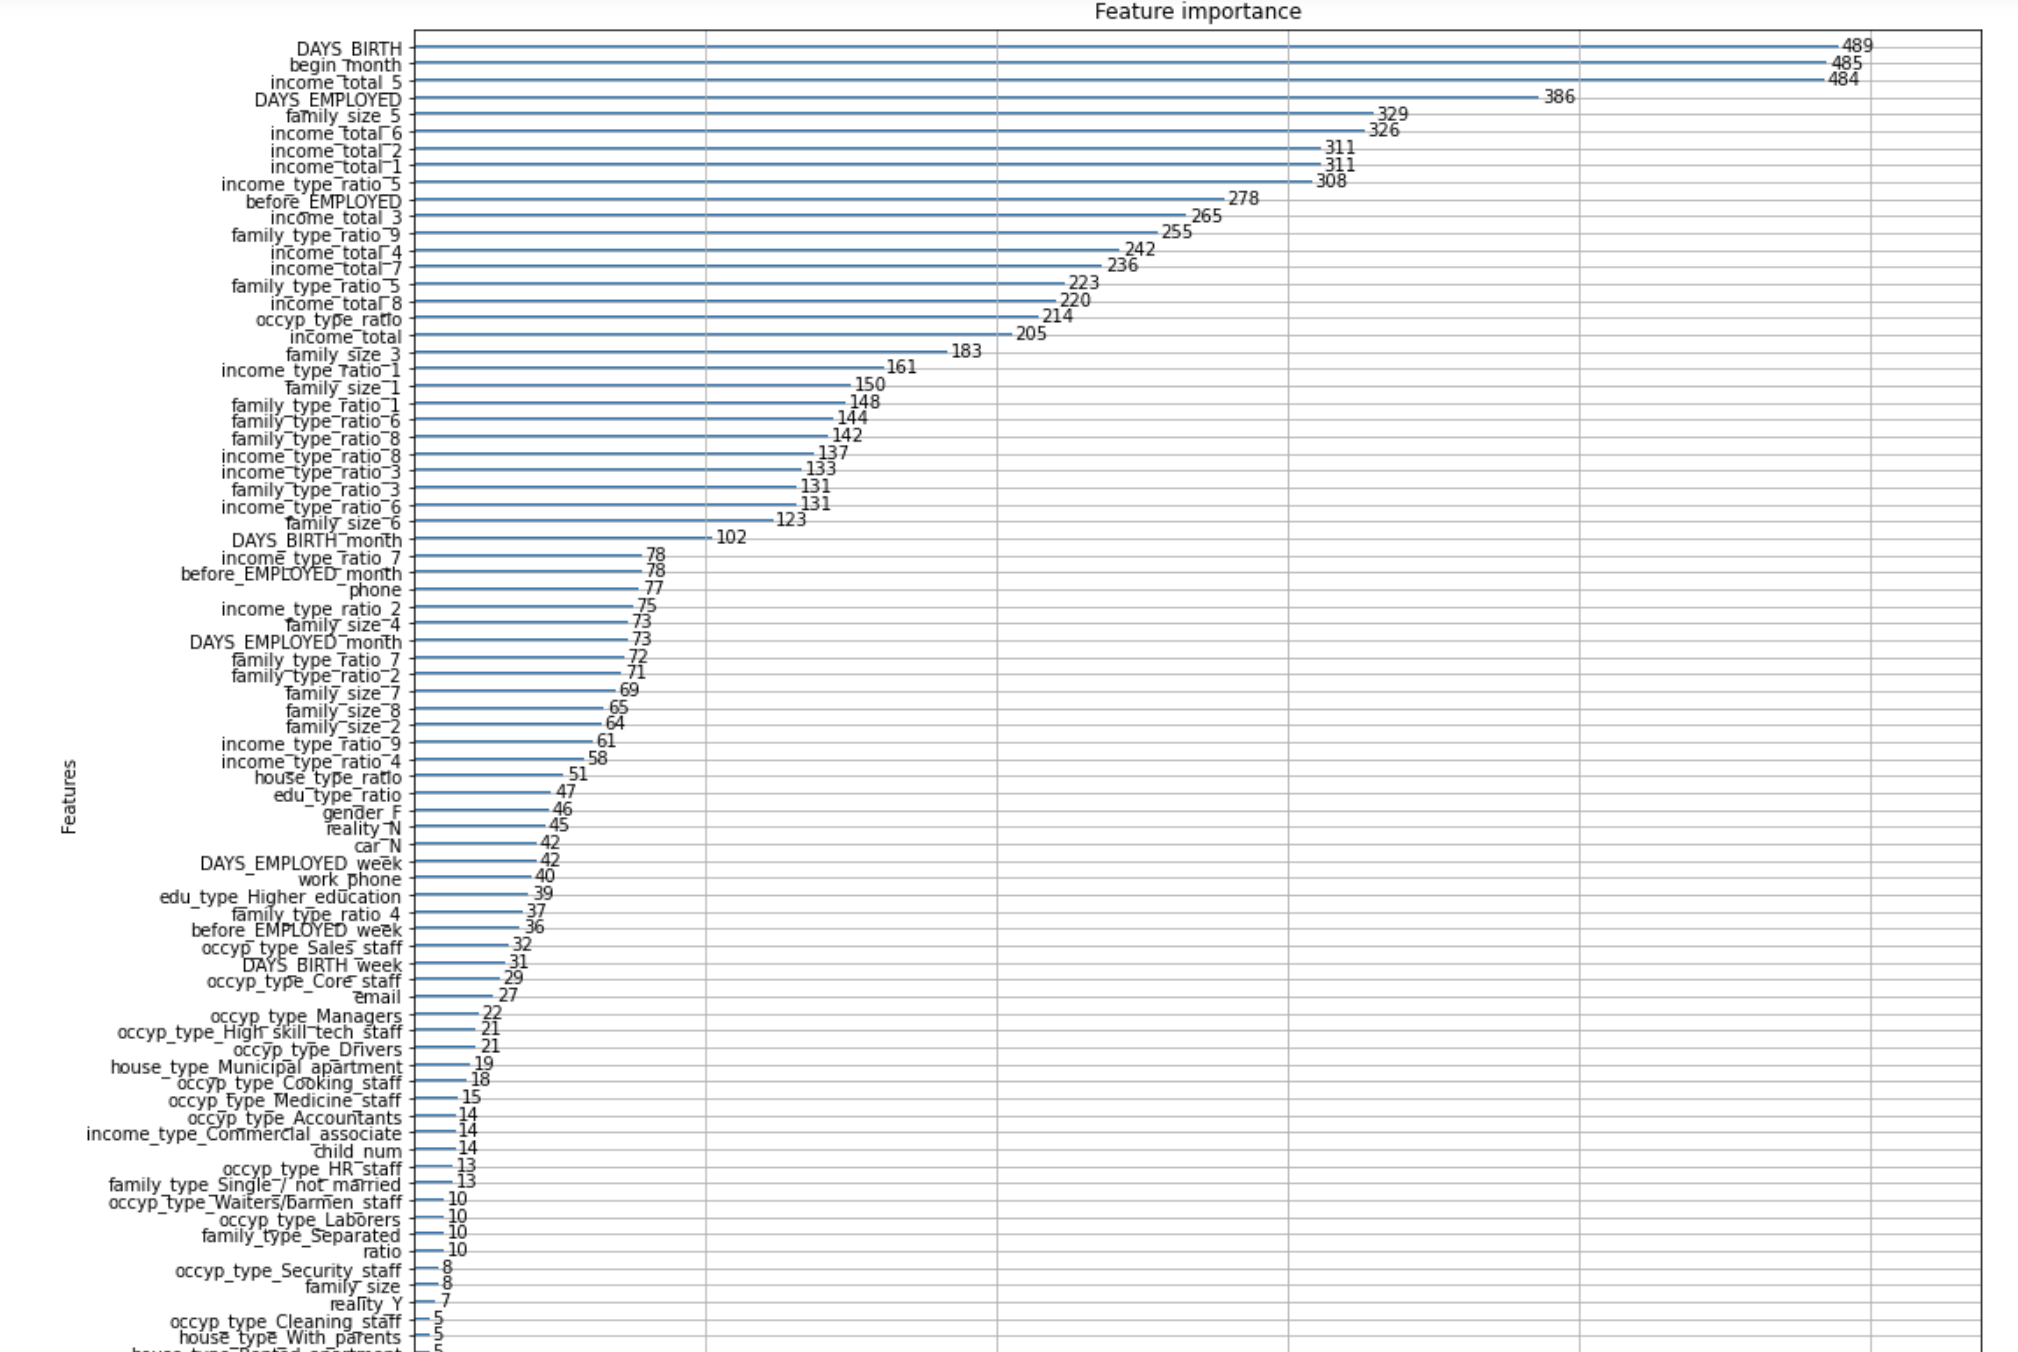 Feature importance
DAYS_BIRTH 489
begin_month 485
income_total_5 484
DAYS_EMPLOYED 386
family_size_5 329
income_total_6 326
income_total_2 311
income_total_1 311
income_type_ratio_5 308
before_EMPLOYED 278
income_total_3 265
family_type_ratio_9 255
income_total_4 242
income_total_7 236
family_type_ratio_5 223
income_total_8 220
occyp_type_ratio 214
income_total 205
family_size_3 183
income_type_ratio_1 161
family_size_1 150
family_type_ratio_1 148
family_type_ratio_6 144
family_type_ratio_8 142
income_type_ratio_8 137
income_type_ratio_3 133
family_type_ratio_3 131
income_type_ratio_6 131
family_size_6 123
DAYS_BIRTH_month 102
income_type_ratio_7 78
before_EMPLOYED_month 78
phone 77
income_type_ratio_2 75
family_size_4 73
DAYS_EMPLOYED_month 73
family_type_ratio_7 72
family_type_ratio_2 71
family_size_7 69
family_size_8 65
family_size_2 64
income_type_ratio_9 61
income_type_ratio_4 58
house_type_ratio 51
edu_type_ratio 47
gender_F 46
reality_N 45
car_N 42
DAYS_EMPLOYED_week 42
work_phone 40
edu_type_Higher_education 39
family_type_ratio_4 37
before_EMPLOYED_week 36
occyp_type_Sales_staff 32
DAYS_BIRTH_week 31
occyp_type_Core_staff 29
email 27
occyp_type_Managers 22
occyp_type_High_skill_tech_staff 21
occyp_type_Drivers 21
house_type_Municipal_apartment 19
occyp_type_Cooking_staff 18
occyp_type_Medicine_staff 15
occyp_type_Accountants 14
income_type_Commercial_associate 14
child_num 14
occyp_type_HR_staff 13
family_type_Single_/_not_married 13
occyp_type_Waiters/barmen_staff 10
occyp_type_Laborers 10
family_type_Separated 10
ratio 10
occyp_type_Security_staff 8
family_size 8
reality_Y 7
occyp_type_Cleaning_staff 5
house_type_With_parents 5
5
Features